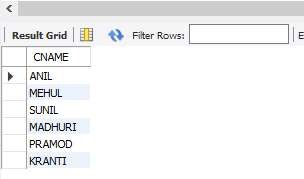 Result Grid Filter Rows:
CNAME
ANIL
MEHUL
SUNIL
MADHURI
PRAMOD
KRANTI